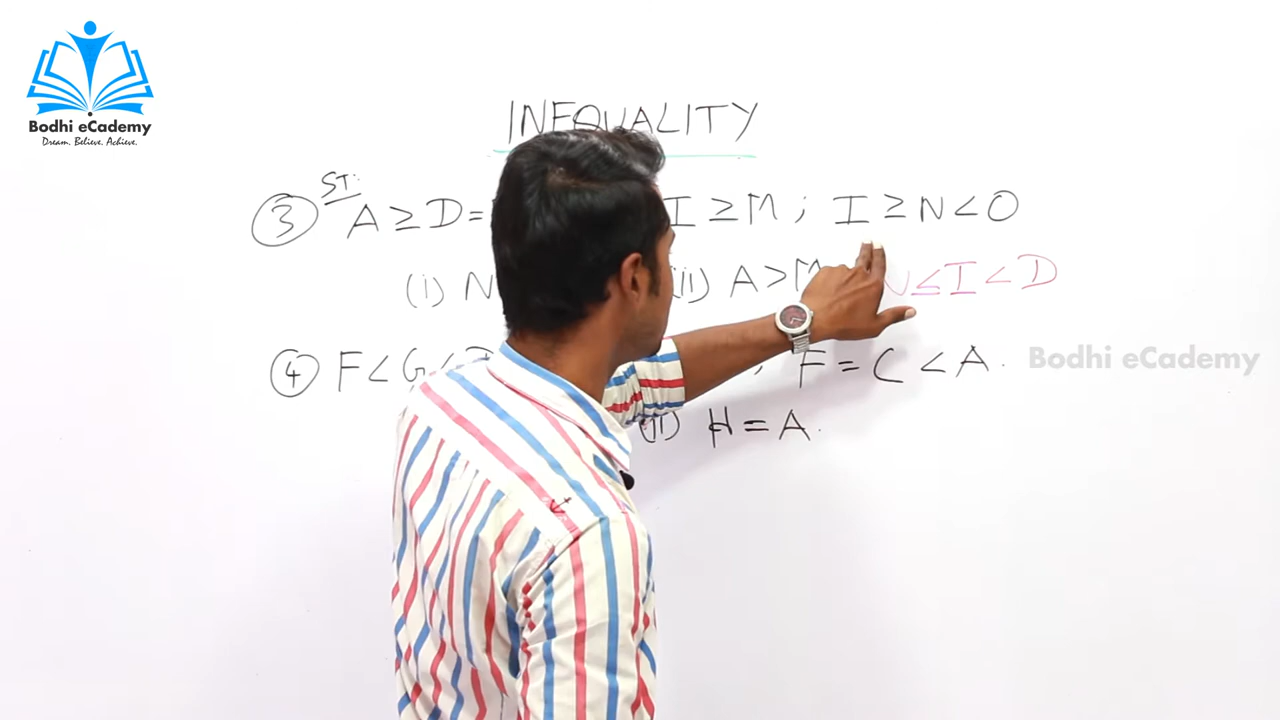 Bodhi eCademy
Dream. Believe. Achieve.
INEQUALITY
ST:
③ A ≥ D = I ≥ M ; I ≥ N < O
(i) N (ii) A > M N ≤ I < D
④ F < G < ; F = C < A.
(ii) H = A.
Bodhi eCademy